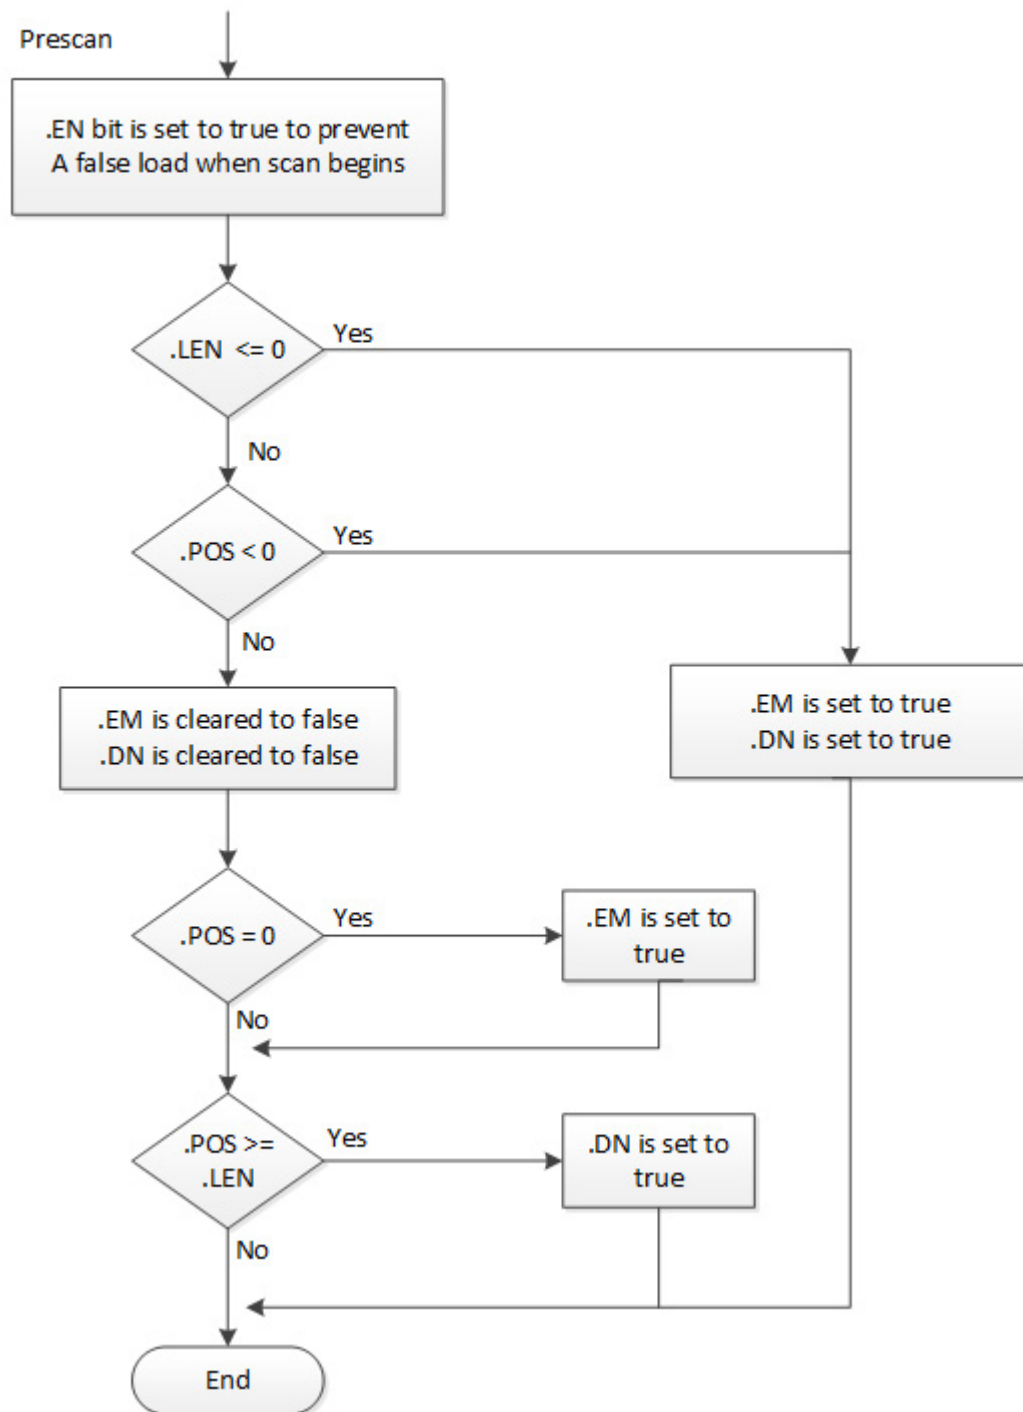 Prescan
.EN bit is set to true to prevent
A false load when scan begins
.LEN <= 0
Yes
No
.POS < 0
Yes
No
.EM is cleared to false
.DN is cleared to false
.EM is set to true
.DN is set to true
.POS = 0
Yes
.EM is set to
true
No
.POS >=
.LEN
Yes
.DN is set to
true
No
End